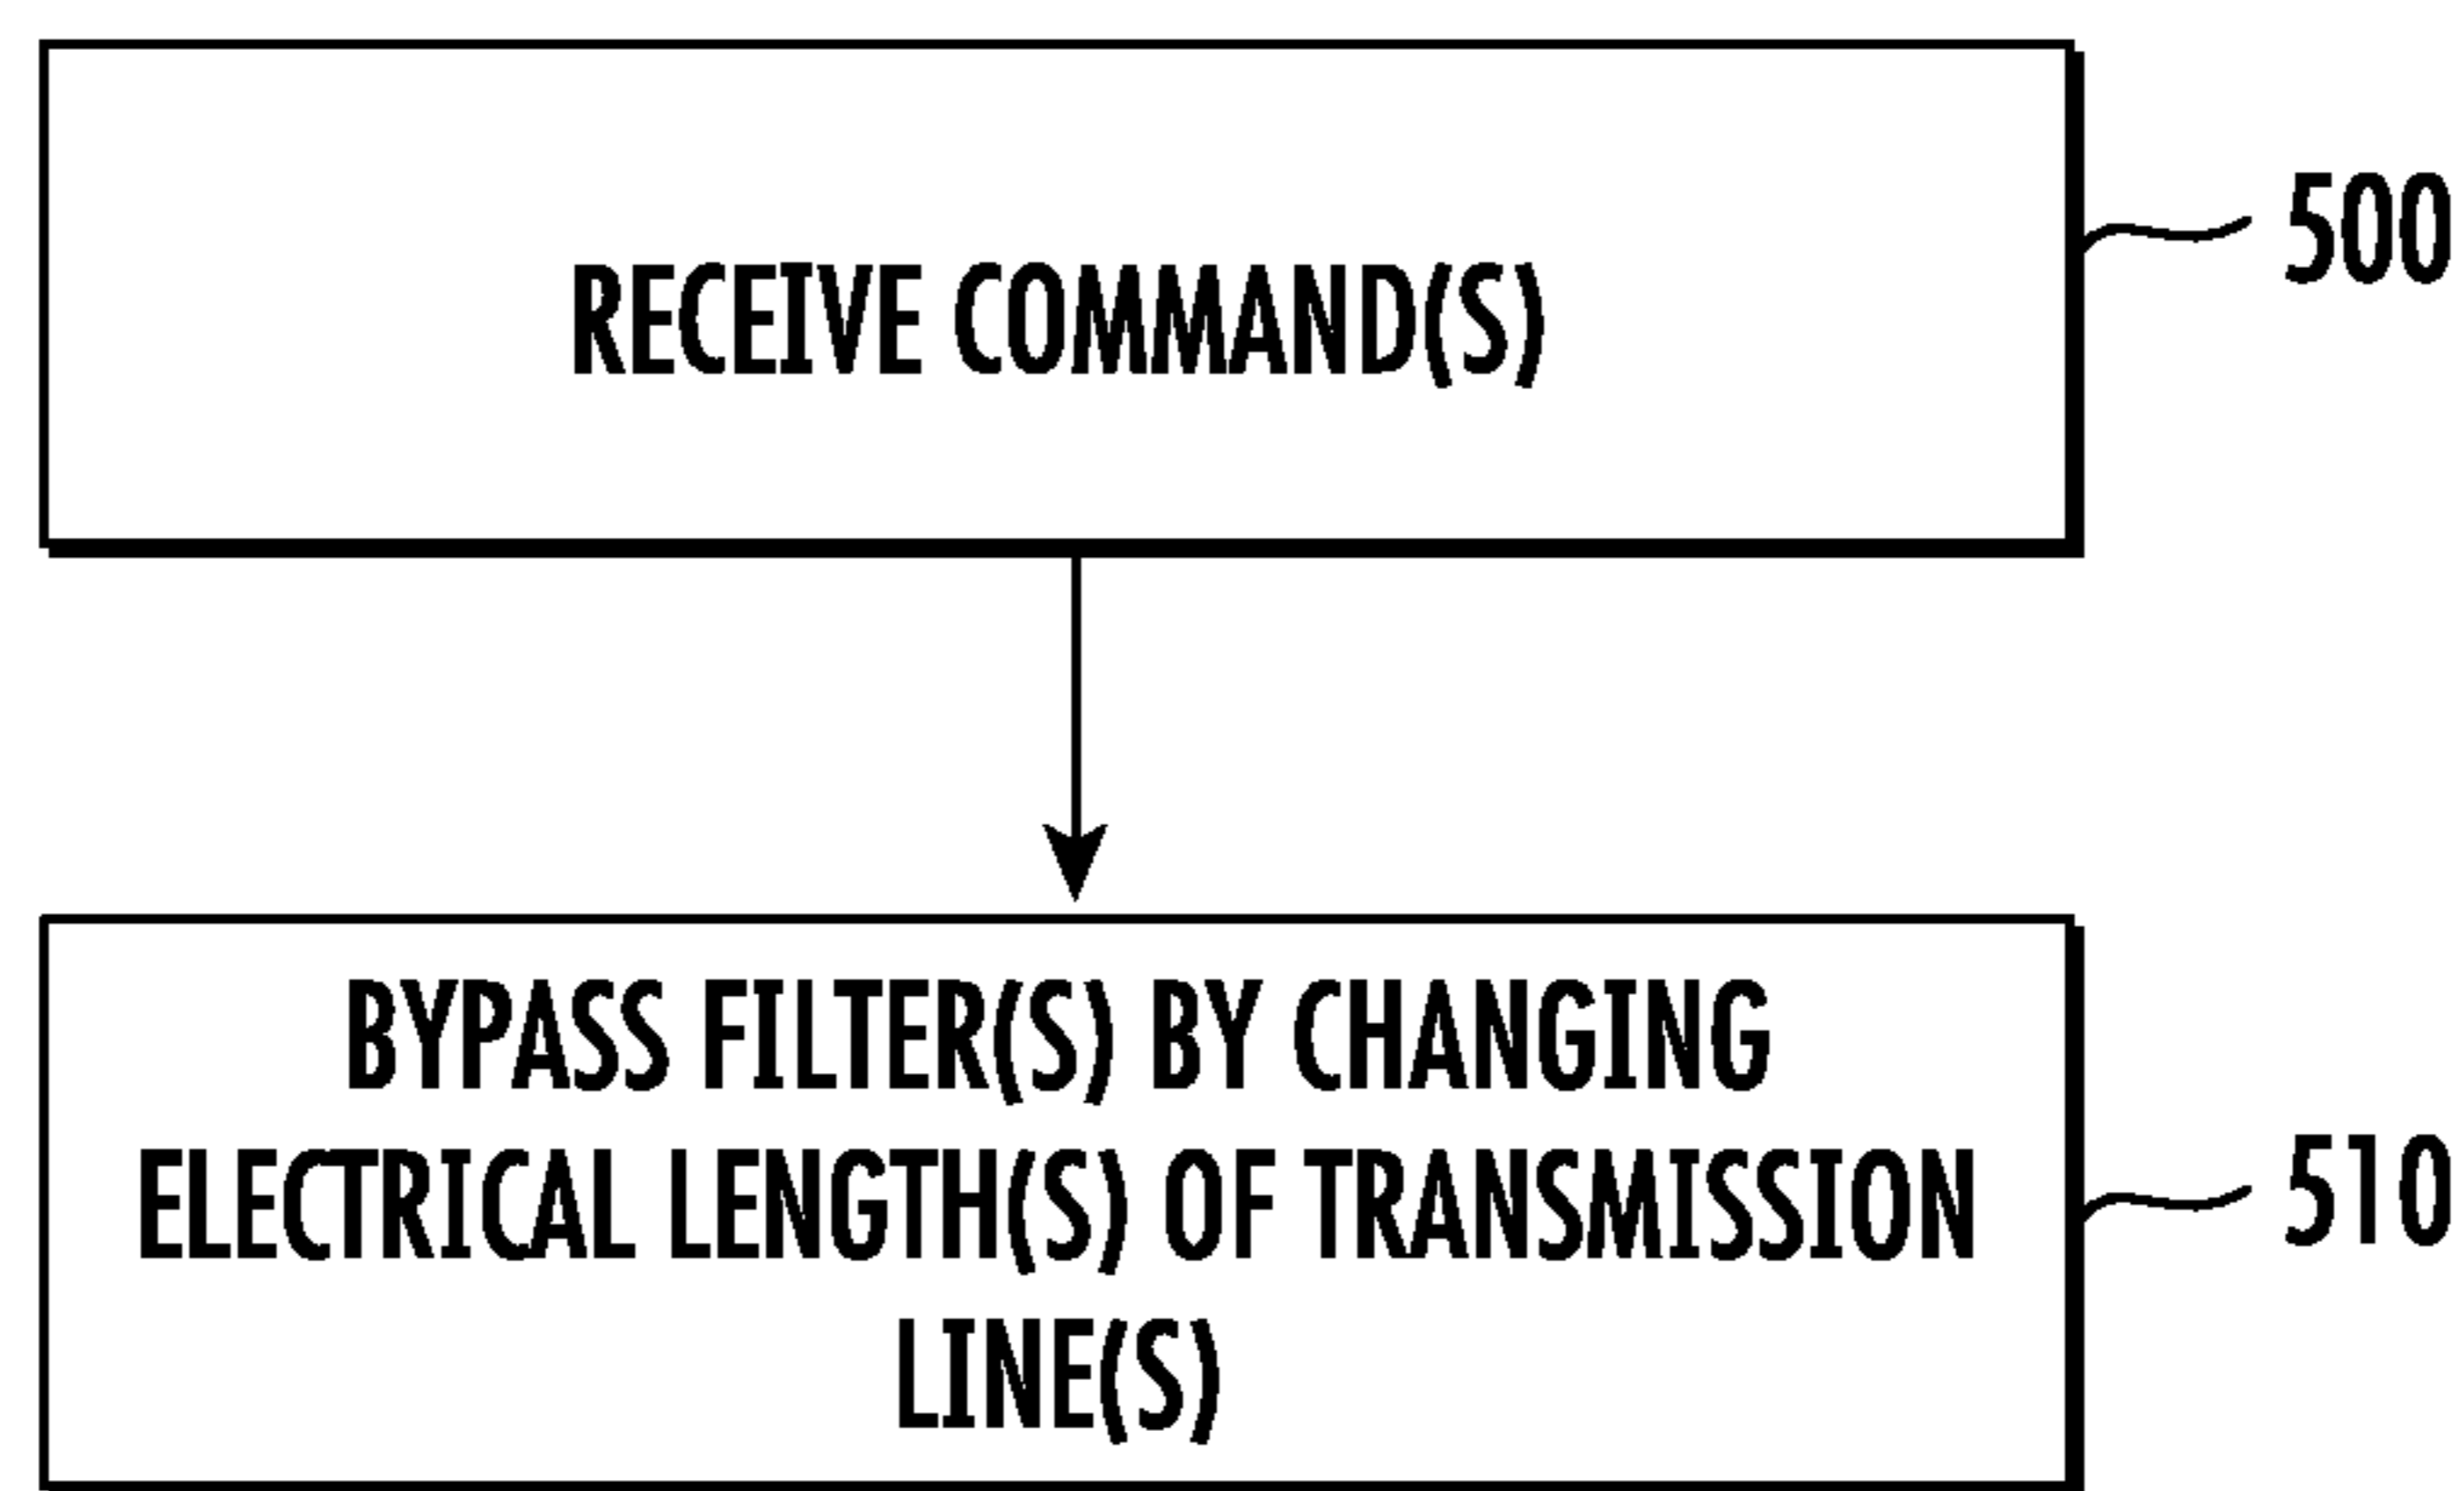 RECEIVE COMMAND(S)
500
BYPASS FILTER(S) BY CHANGING
ELECTRICAL LENGTH(S) OF TRANSMISSION
LINE(S)
510